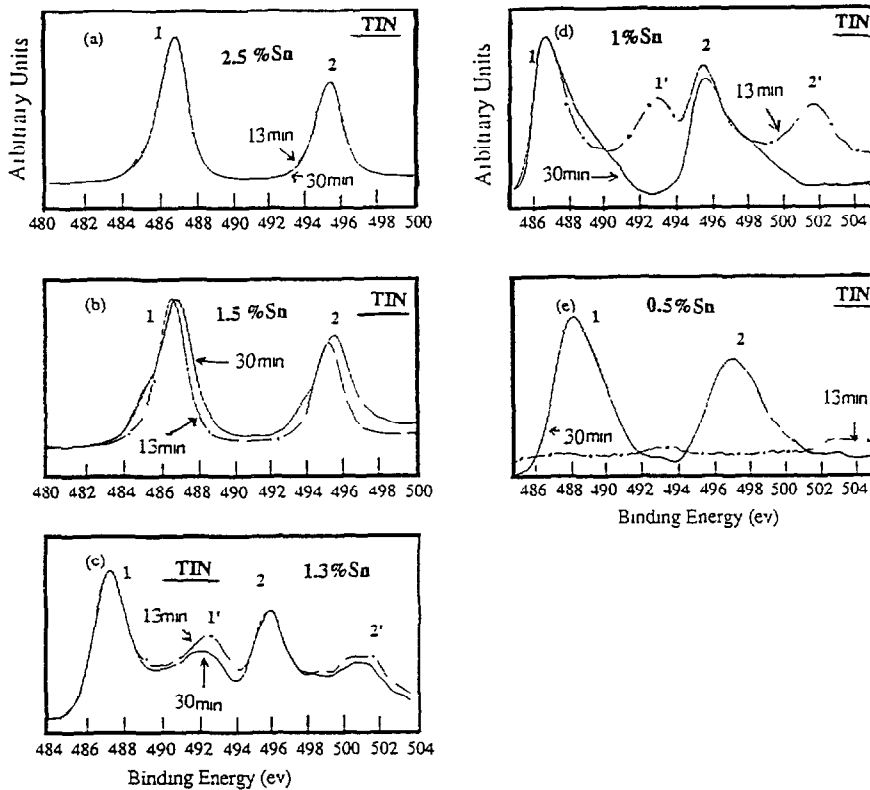 Arbitrary Units
(a)
1
2.5 %Sn
TIN
2
13min
30min
480 482 484 486 488 490 492 494 496 498 500
(b)
1
1.5 %Sn
TIN
2
30min
13min
480 482 484 486 488 490 492 494 496 498 500
(c)
1
TIN
2
1.3%Sn
13min
1'
2'
30min
484 486 488 490 492 494 496 498 500 502 504
Binding Energy (ev)
Arbitrary Units
(d)
1
1%Sn
TIN
2
1'
13min
2'
30min
486 488 490 492 494 496 498 500 502 504
(e)
1
0.5%Sn
TIN
2
13min
30min
486 488 490 492 494 496 498 500 502 504
Binding Energy (ev)